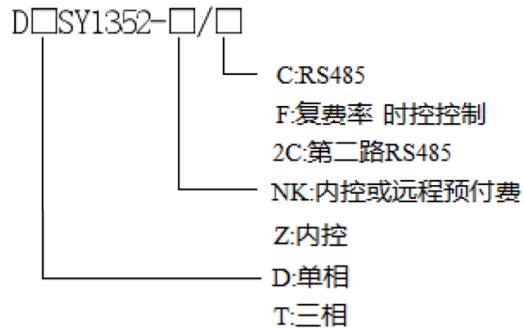 D□SY1352-□/□
C:RS485
F:复费率 时控控制
2C:第二路RS485
NK:内控或远程预付费
Z:内控
D:单相
T:三相